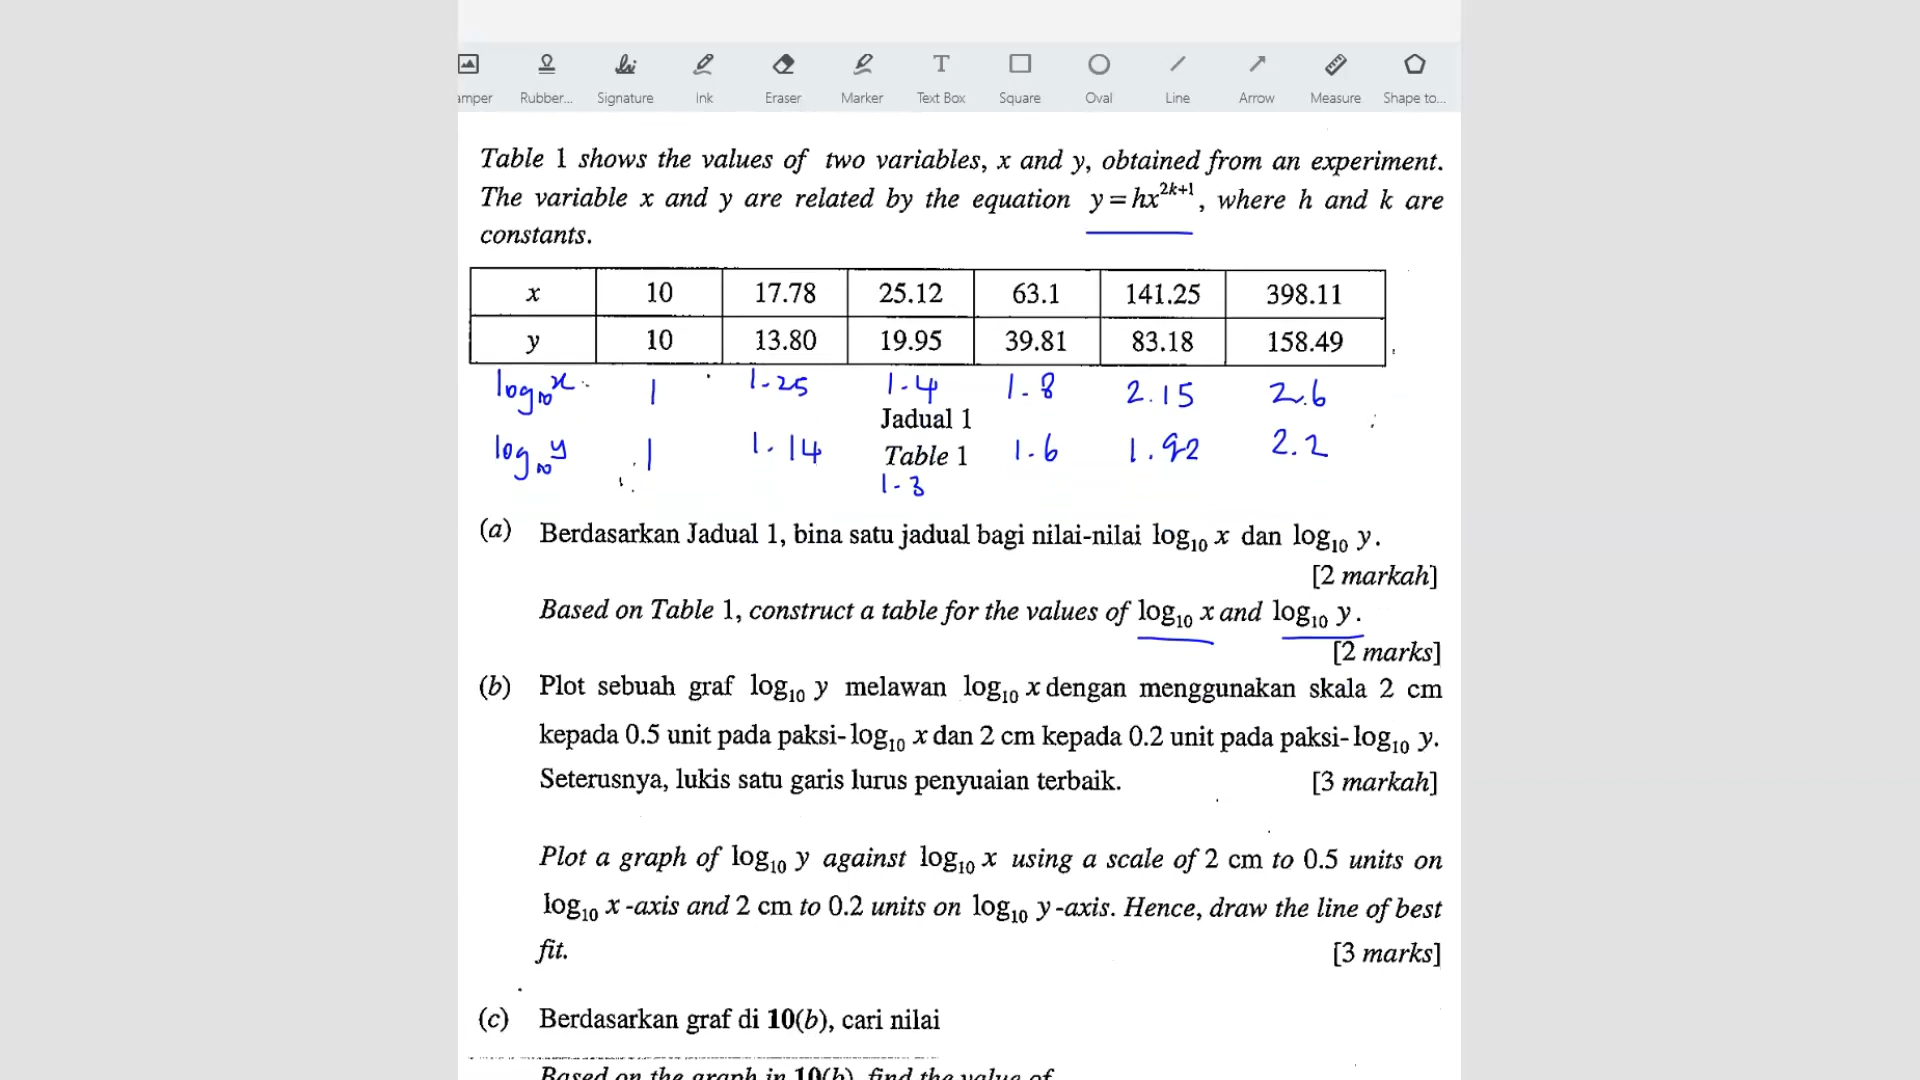 amper Rubber... Signature Ink Eraser Marker Text Box Square Oval Line Arrow Measure Shape to...
Table 1 shows the values of two variables, x and y, obtained from an experiment.
The variable x and y are related by the equation y = hx^{2k+1}, where h and k are
constants.
x 10 17.78 25.12 63.1 141.25 398.11
y 10 13.80 19.95 39.81 83.18 158.49
log₁₀ x 1 1.25 1.4 1.8 2.15 2.6
Jadual 1
log₁₀ y 1 1.14 1.3 1.6 1.92 2.2
Table 1
(a) Berdasarkan Jadual 1, bina satu jadual bagi nilai-nilai log₁₀ x dan log₁₀ y.
[2 markah]
Based on Table 1, construct a table for the values of log₁₀ x and log₁₀ y.
[2 marks]
(b) Plot sebuah graf log₁₀ y melawan log₁₀ x dengan menggunakan skala 2 cm
kepada 0.5 unit pada paksi-log₁₀ x dan 2 cm kepada 0.2 unit pada paksi-log₁₀ y.
Seterusnya, lukis satu garis lurus penyuaian terbaik. [3 markah]
Plot a graph of log₁₀ y against log₁₀ x using a scale of 2 cm to 0.5 units on
log₁₀ x-axis and 2 cm to 0.2 units on log₁₀ y-axis. Hence, draw the line of best
fit. [3 marks]
(c) Berdasarkan graf di 10(b), cari nilai
Based on the graph in 10(b), find the value of